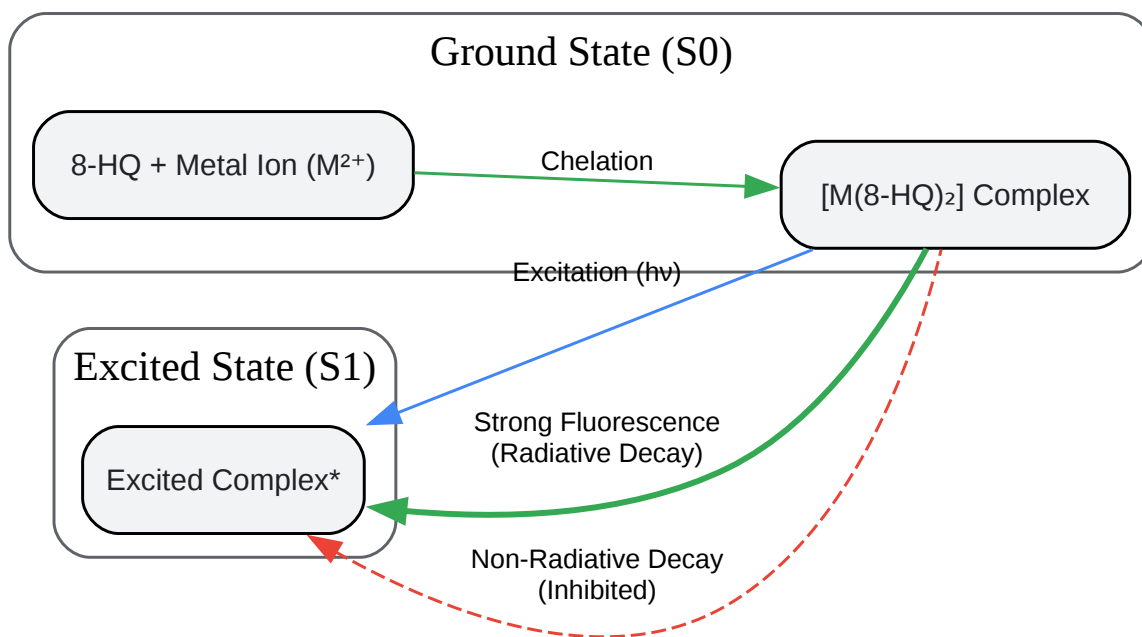 Ground State (S0)
8-HQ + Metal Ion (M²⁺)
Chelation
[M(8-HQ)₂] Complex
Excitation (hν)
Excited State (S1)
Excited Complex*
Strong Fluorescence
(Radiative Decay)
Non-Radiative Decay
(Inhibited)